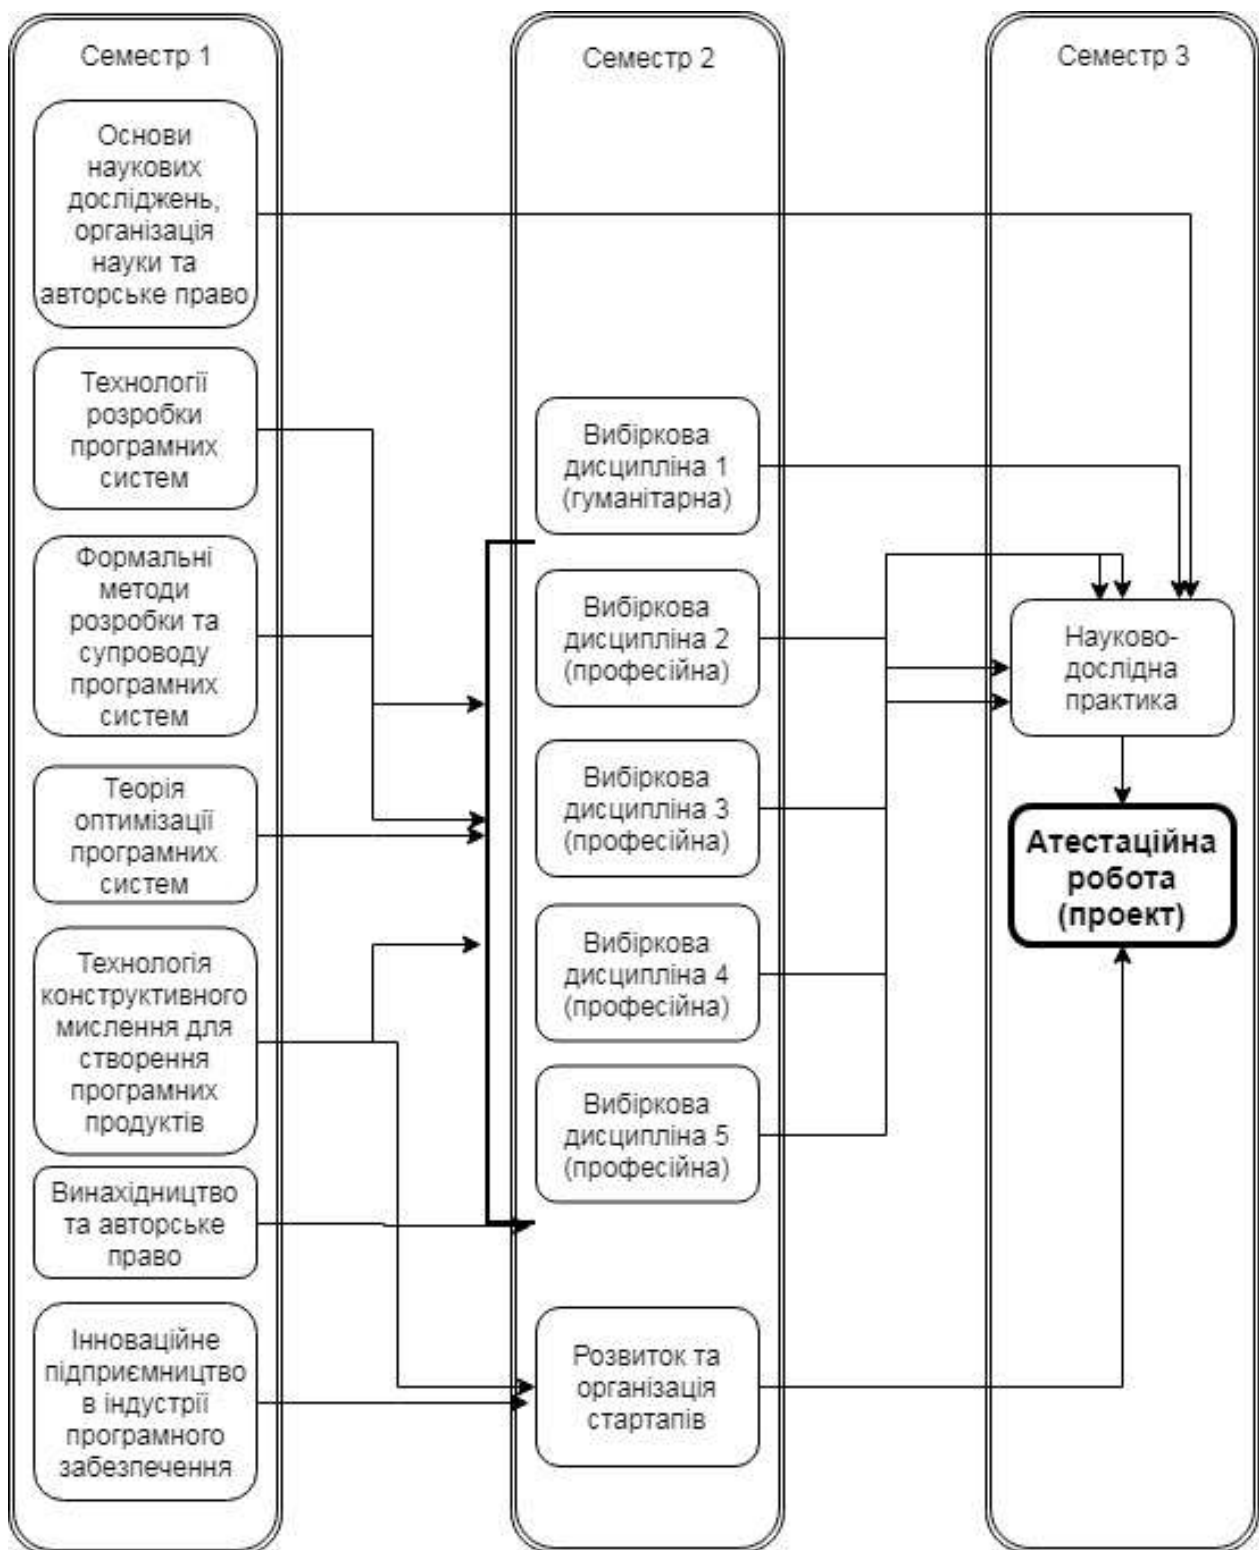 Семестр 1
Основи
наукових
досліджень,
організація
науки та
авторське право
Технології
розробки
програмних
систем
Формальні
методи
розробки та
супроводу
програмних
систем
Теорія
оптимізації
програмних
систем
Технологія
конструктивного
мислення для
створення
програмних
продуктів
Винахідництво
та авторське
право
Інноваційне
підприємництво
в індустрії
програмного
забезпечення
Семестр 2
Вибіркова
дисципліна 1
(гуманітарна)
Вибіркова
дисципліна 2
(професійна)
Вибіркова
дисципліна 3
(професійна)
Вибіркова
дисципліна 4
(професійна)
Вибіркова
дисципліна 5
(професійна)
Розвиток та
організація
стартапів
Семестр 3
Науково-
дослідна
практика
Атестаційна
робота
(проект)